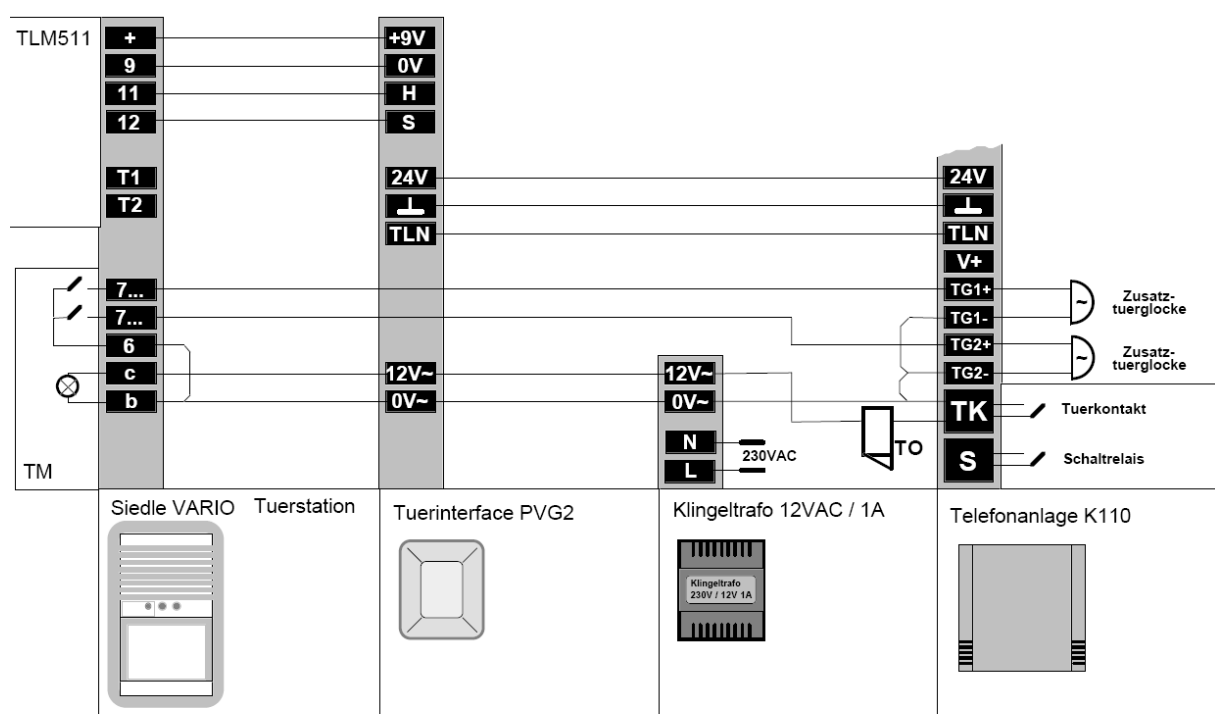 TLM511
+
9
11
12
T1
T2
7...
7...
6
c
b
TM
+9V
0V
H
S
24V
TLN
12V~
0V~
12V~
0V~
N
L
230VAC
TO
24V
TLN
V+
TG1+
TG1-
TG2+
TG2-
TK
S
~
Zusatz-
tuerglocke
~
Zusatz-
tuerglocke
Tuerkontakt
Schaltrelais
Siedle VARIO Tuerstation
Tuerinterface PVG2
Klingeltrafo 12VAC / 1A
Klingeltrafo
230V / 12V 1A
Telefonanlage K110